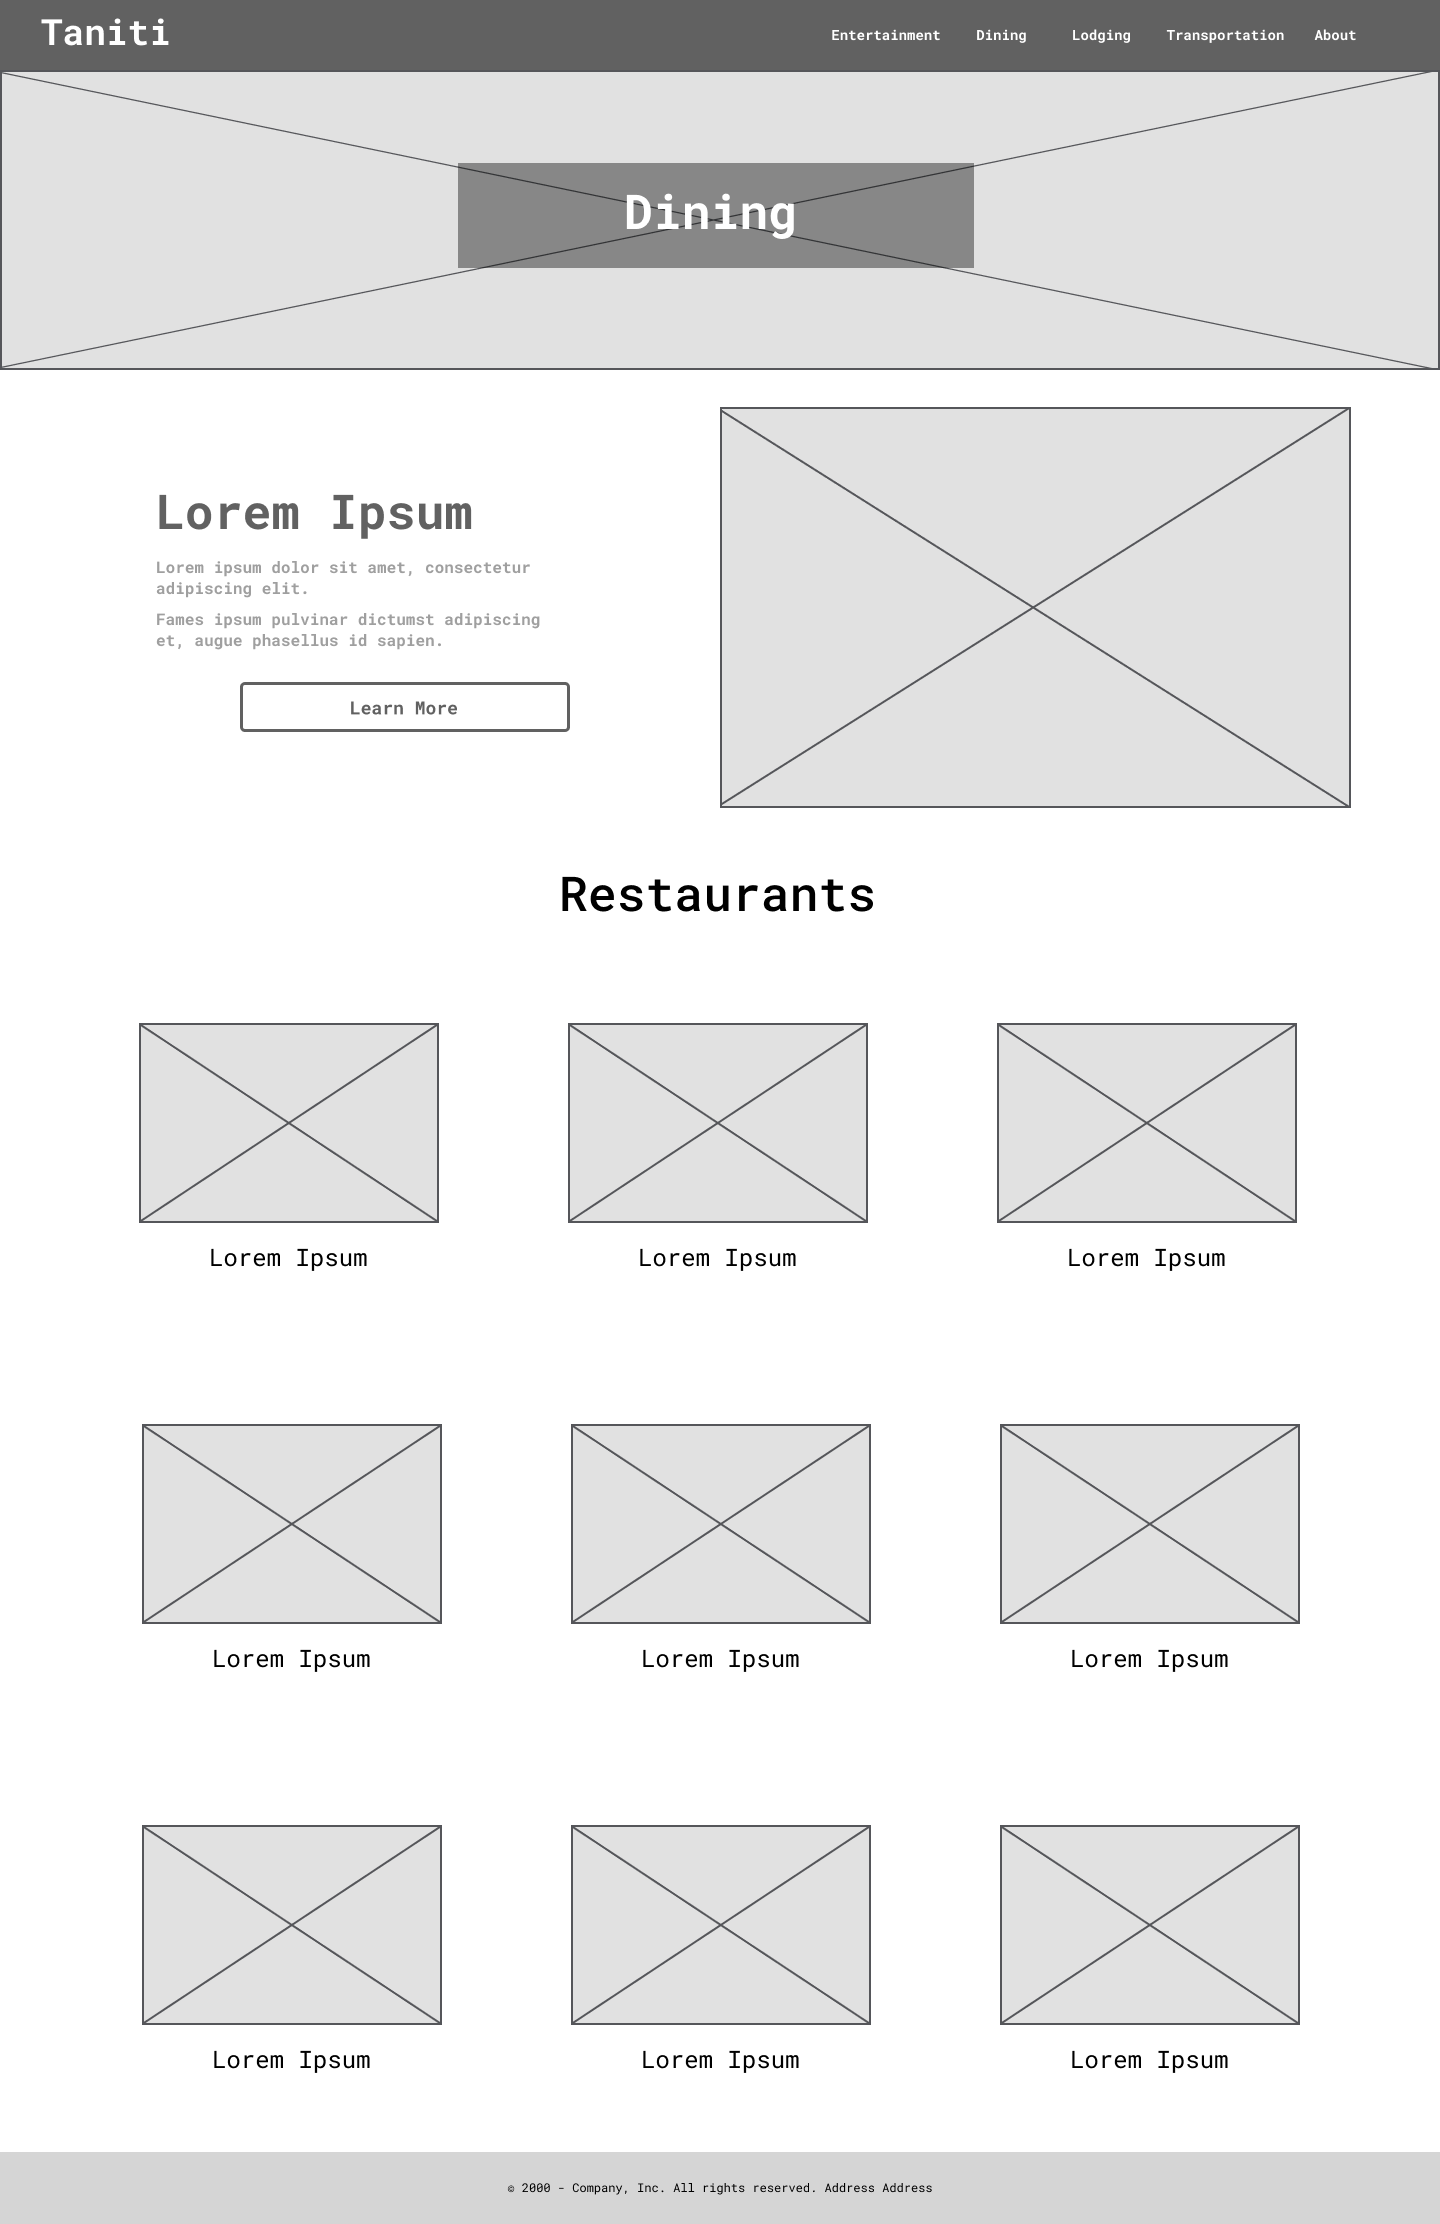 Taniti
Entertainment Dining Lodging Transportation About
Dining
Lorem Ipsum
Lorem ipsum dolor sit amet, consectetur
adipiscing elit.
Fames ipsum pulvinar dictumst adipiscing
et, augue phasellus id sapien.
Learn More
Restaurants
Lorem Ipsum
Lorem Ipsum
Lorem Ipsum
Lorem Ipsum
Lorem Ipsum
Lorem Ipsum
Lorem Ipsum
Lorem Ipsum
Lorem Ipsum
© 2000 - Company, Inc. All rights reserved. Address Address